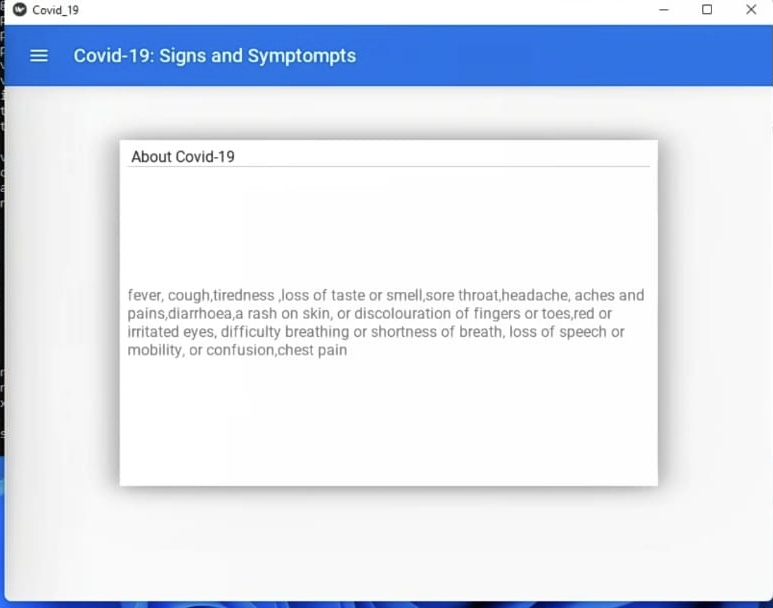 Covid_19
Covid-19: Signs and Symptompts
About Covid-19
fever, cough,tiredness ,loss of taste or smell,sore throat,headache, aches and
pains,diarrhoea,a rash on skin, or discolouration of fingers or toes,red or
irritated eyes, difficulty breathing or shortness of breath, loss of speech or
mobility, or confusion,chest pain